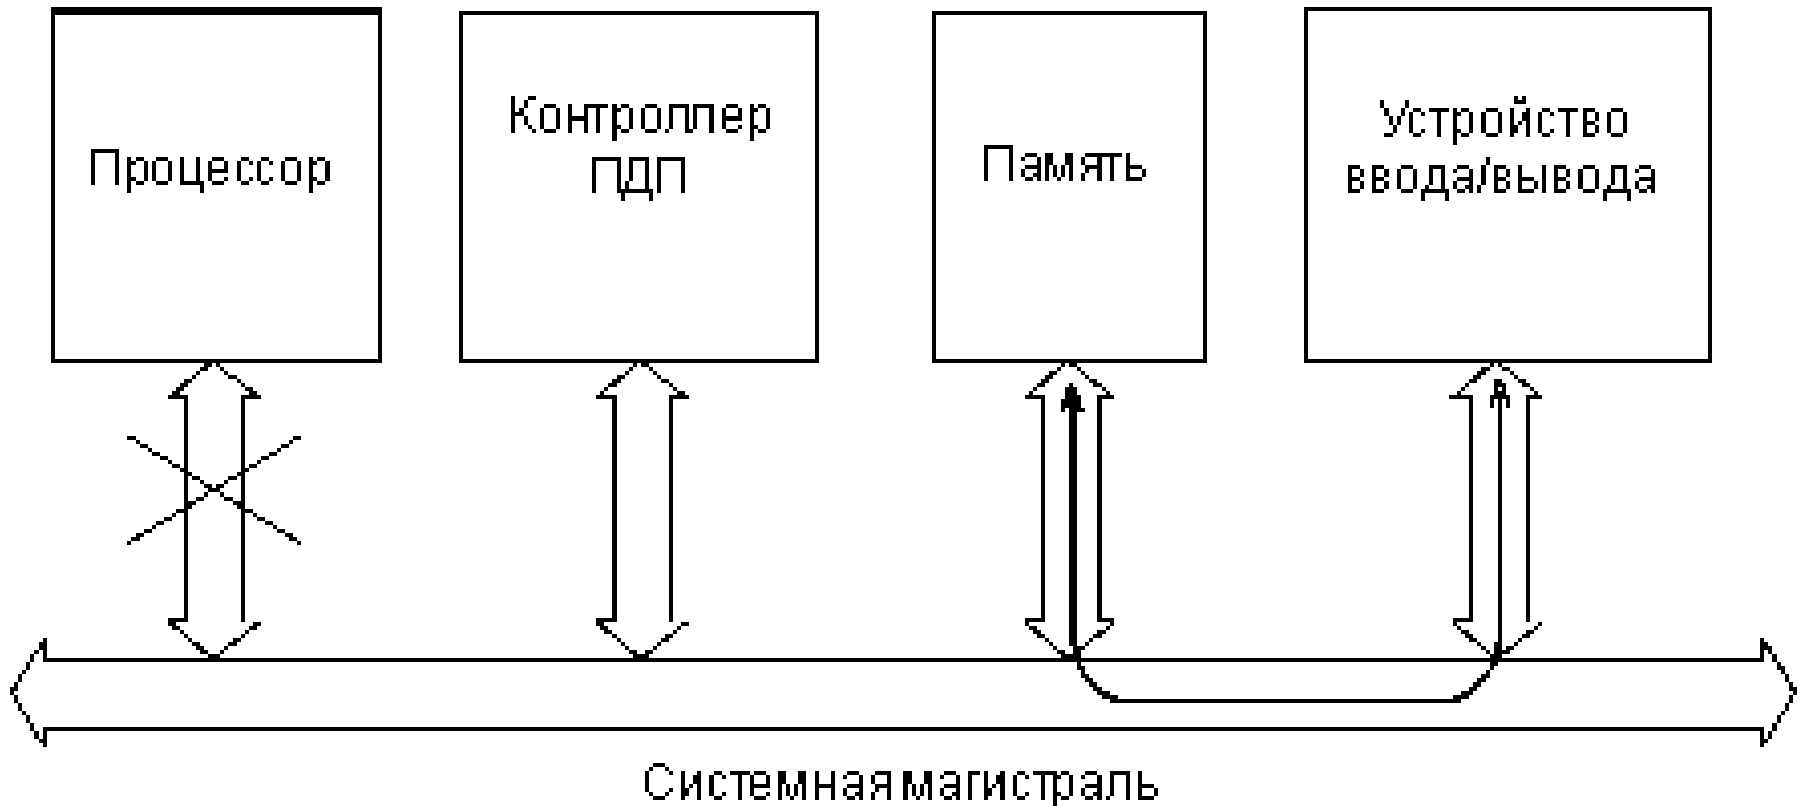 Процессор
Контроллер
ПДП
Память
Устройство
ввода/вывода
Системная магистраль